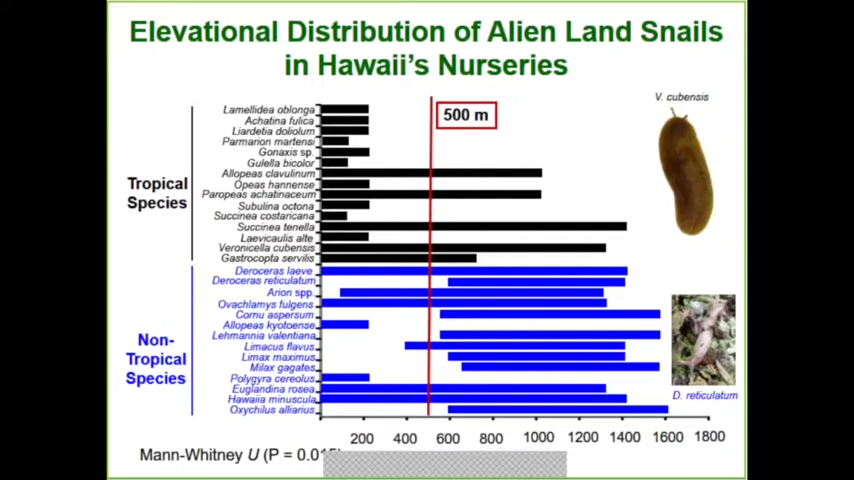 Elevational Distribution of Alien Land Snails
in Hawaii's Nurseries
V. cubensis
500 m
Tropical
Species
Lamellidea oblonga
Achatina fulica
Liardetia doliolum
Parmarion martensi
Gonaxis sp.
Gulella bicolor
Allopeas clavulinum
Opeas hannense
Paropeas achatinaceum
Subulina octona
Succinea costaricana
Succinea tenella
Laevicaulis alte
Veronicella cubensis
Gastrocopta servilis
Non-
Tropical
Species
Deroceras laeve
Deroceras reticulatum
Arion spp.
Ovachlamys fulgens
Cornu aspersum
Allopeas kyotoense
Lehmannia valentiana
Limacus flavus
Limax maximus
Milax gagates
Polygyra cereolus
Euglandina rosea
Hawaiia minuscula
Oxychilus alliarius
D. reticulatum
200 400 600 800 1000 1200 1400 1600 1800
Mann-Whitney U (P =